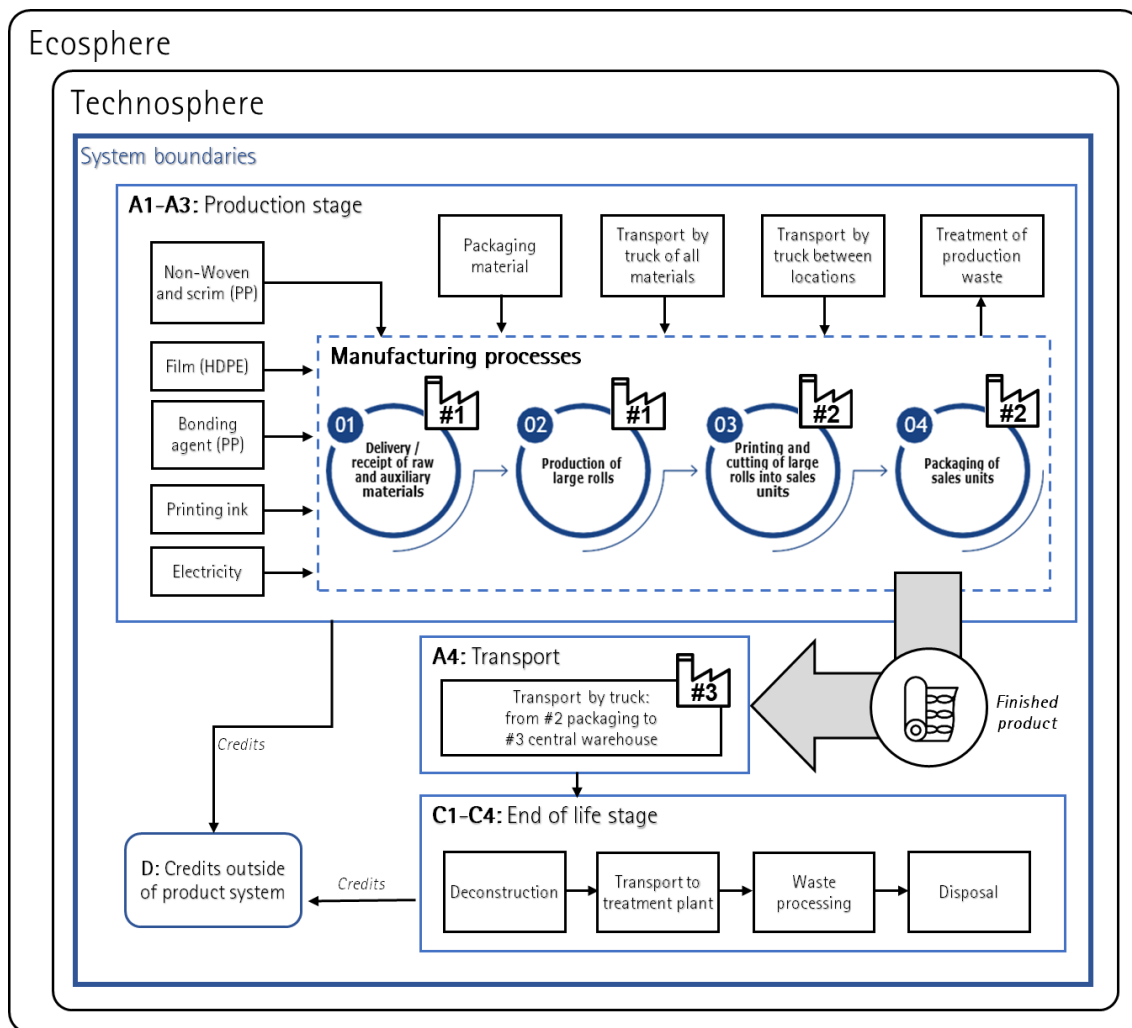 Ecosphere
Technosphere
System boundaries
A1-A3: Production stage
Non-Woven
and scrim (PP)
Packaging
material
Transport by
truck of all
materials
Transport by
truck between
locations
Treatment of
production
waste
Film (HDPE)
Bonding
agent (PP)
Printing ink
Electricity
Manufacturing processes
#1
01
Delivery /
receipt of raw
and auxiliary
materials
#1
02
Production of
large rolls
#2
03
Printing and
cutting of large
rolls into sales
units
#2
04
Packaging of
sales units
A4: Transport
#3
Transport by truck:
from #2 packaging to
#3 central warehouse
Finished
product
Credits
C1-C4: End of life stage
Deconstruction
Transport to
treatment plant
Waste
processing
Disposal
Credits
D: Credits outside
of product system